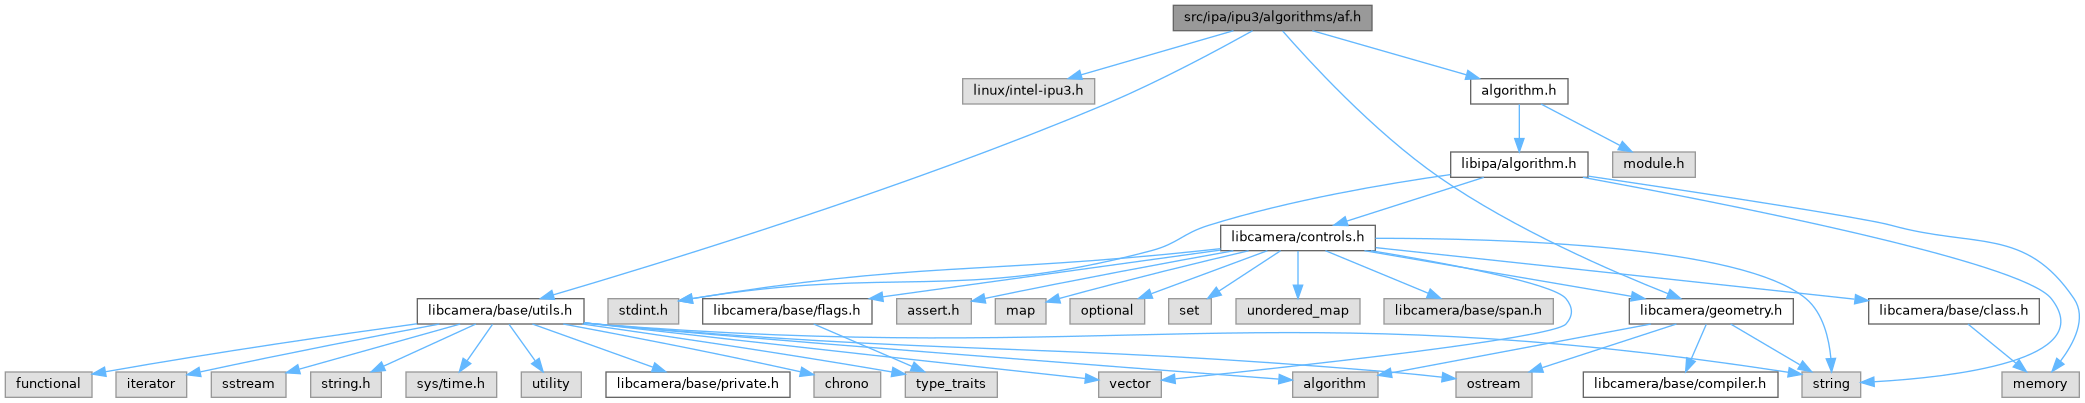 src/ipa/ipu3/algorithms/af.h
linux/intel-ipu3.h
algorithm.h
libipa/algorithm.h
module.h
libcamera/controls.h
libcamera/base/utils.h
stdint.h
libcamera/base/flags.h
assert.h
map
optional
set
unordered_map
libcamera/base/span.h
libcamera/geometry.h
libcamera/base/class.h
functional
iterator
sstream
string.h
sys/time.h
utility
libcamera/base/private.h
chrono
type_traits
vector
algorithm
ostream
libcamera/base/compiler.h
string
memory